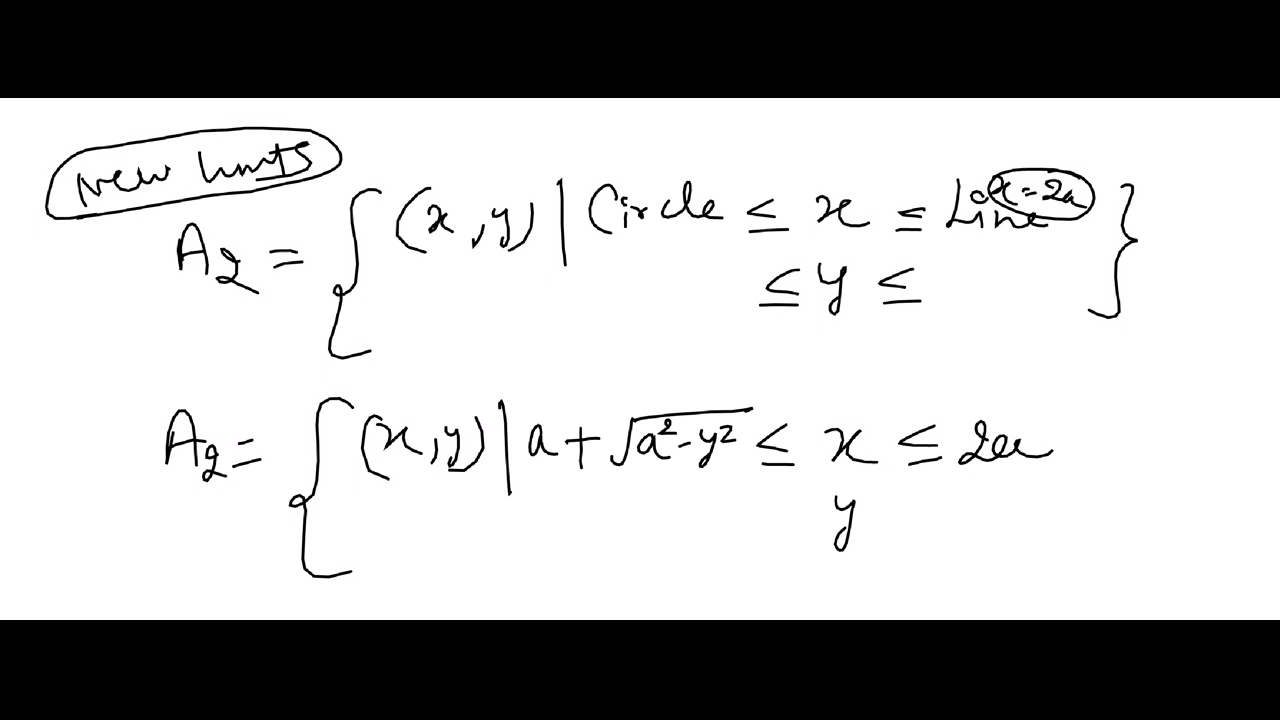 New limits
A₂ = { (x, y) | Circle ≤ x ≤ Line x = 2a }
≤ y ≤
A₂ = { (x, y) | a + √(a² - y²) ≤ x ≤ 2a
y